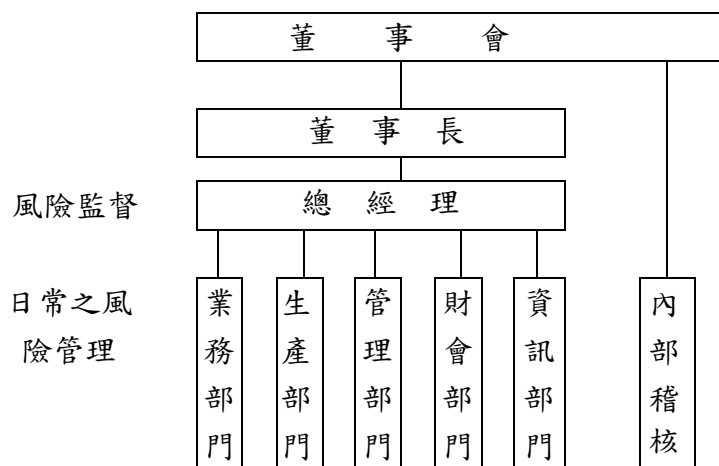 董事會
董事長
風險監督
總經理
日常之風
險管理
業務部門
生產部門
管理部門
財會部門
資訊部門
內部稽核